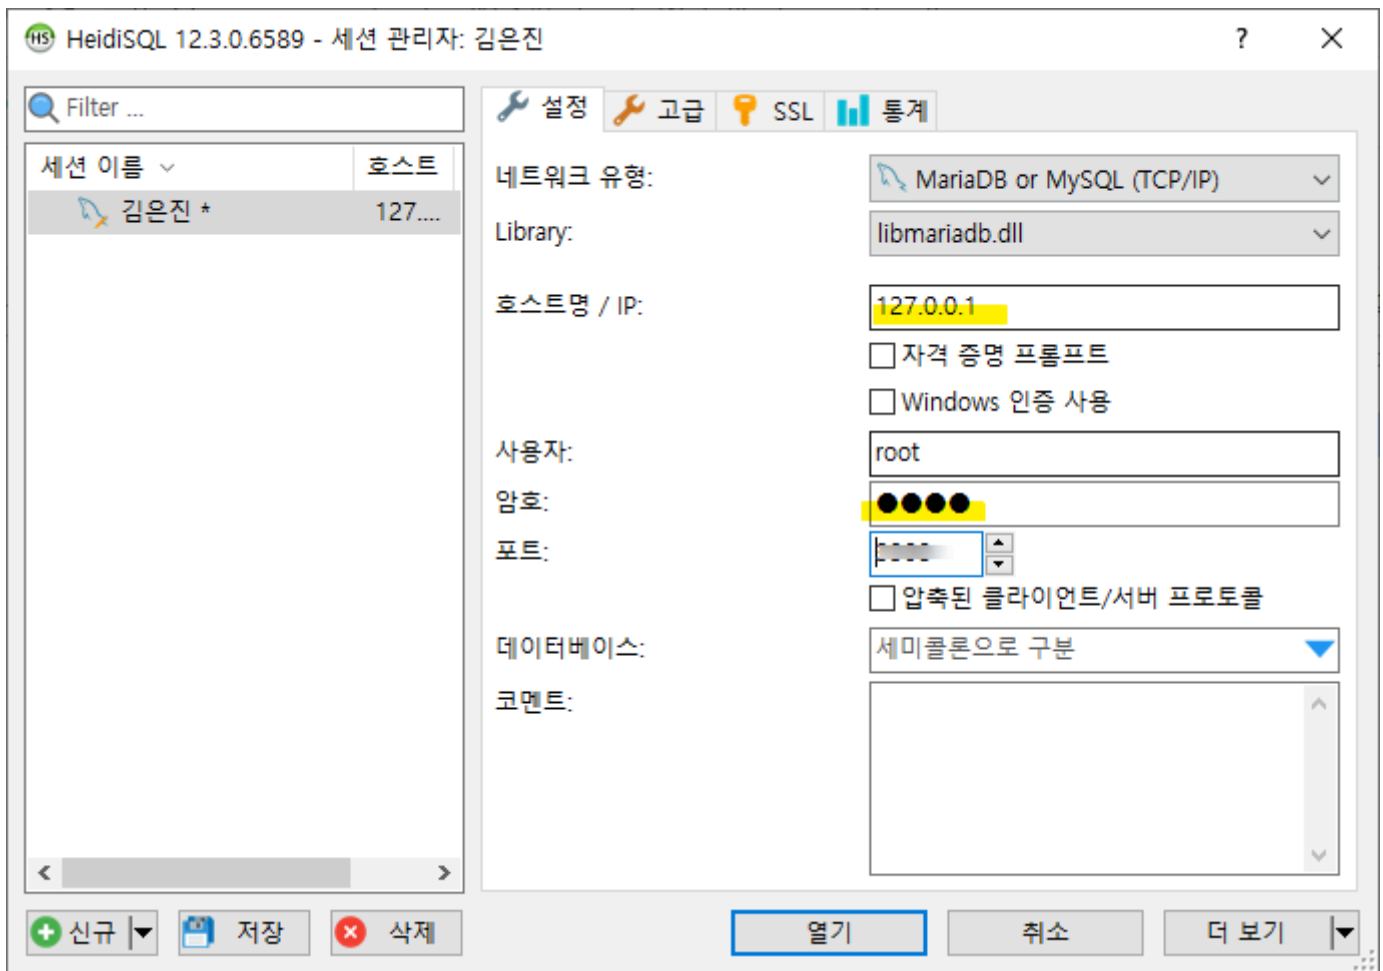 HeidiSQL 12.3.0.6589 - 세션 관리자: 김은진
Filter ...
세션 이름 호스트
김은진 * 127....
설정 고급 SSL 통계
네트워크 유형: MariaDB or MySQL (TCP/IP)
Library: libmariadb.dll
호스트명 / IP: 127.0.0.1
자격 증명 프롬프트
Windows 인증 사용
사용자: root
암호: ●●●●
포트:
압축된 클라이언트/서버 프로토콜
데이터베이스: 세미콜론으로 구분
코멘트:
신규 저장 삭제 열기 취소 더 보기